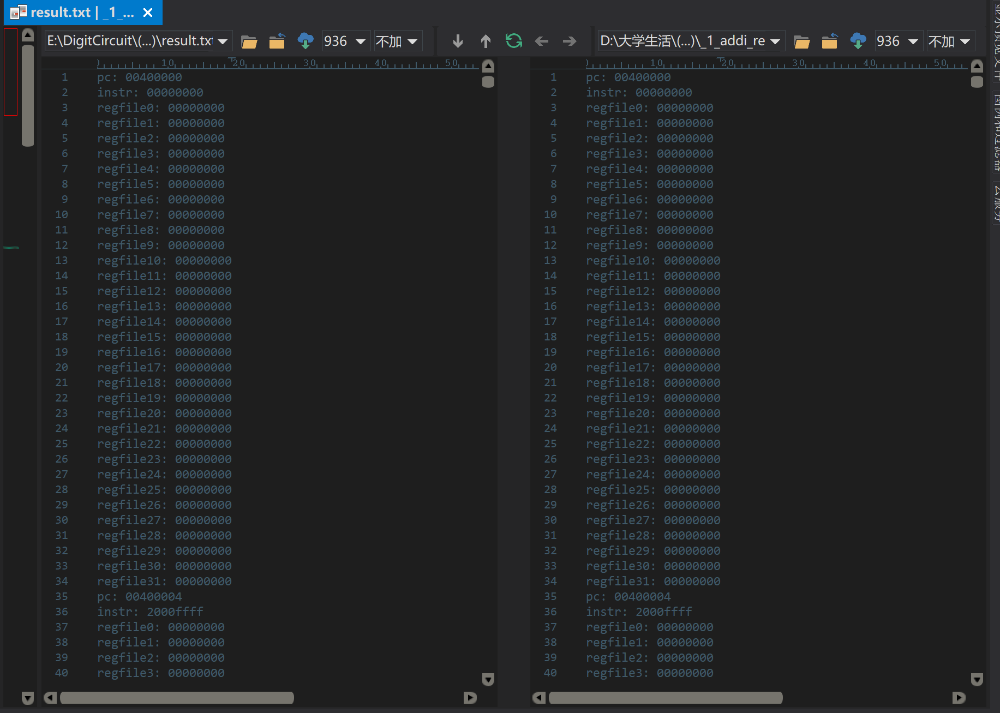 result.txt | _1_...
E:\DigitCircuit\(...)\result.tx
936
不加
D:\大学生活\(...)\_1_addi_re
936
不加
10 20 30 40 50
10 20 30 40 50
1 pc: 00400000
2 instr: 00000000
3 regfile0: 00000000
4 regfile1: 00000000
5 regfile2: 00000000
6 regfile3: 00000000
7 regfile4: 00000000
8 regfile5: 00000000
9 regfile6: 00000000
10 regfile7: 00000000
11 regfile8: 00000000
12 regfile9: 00000000
13 regfile10: 00000000
14 regfile11: 00000000
15 regfile12: 00000000
16 regfile13: 00000000
17 regfile14: 00000000
18 regfile15: 00000000
19 regfile16: 00000000
20 regfile17: 00000000
21 regfile18: 00000000
22 regfile19: 00000000
23 regfile20: 00000000
24 regfile21: 00000000
25 regfile22: 00000000
26 regfile23: 00000000
27 regfile24: 00000000
28 regfile25: 00000000
29 regfile26: 00000000
30 regfile27: 00000000
31 regfile28: 00000000
32 regfile29: 00000000
33 regfile30: 00000000
34 regfile31: 00000000
35 pc: 00400004
36 instr: 2000ffff
37 regfile0: 00000000
38 regfile1: 00000000
39 regfile2: 00000000
40 regfile3: 00000000
1 pc: 00400000
2 instr: 00000000
3 regfile0: 00000000
4 regfile1: 00000000
5 regfile2: 00000000
6 regfile3: 00000000
7 regfile4: 00000000
8 regfile5: 00000000
9 regfile6: 00000000
10 regfile7: 00000000
11 regfile8: 00000000
12 regfile9: 00000000
13 regfile10: 00000000
14 regfile11: 00000000
15 regfile12: 00000000
16 regfile13: 00000000
17 regfile14: 00000000
18 regfile15: 00000000
19 regfile16: 00000000
20 regfile17: 00000000
21 regfile18: 00000000
22 regfile19: 00000000
23 regfile20: 00000000
24 regfile21: 00000000
25 regfile22: 00000000
26 regfile23: 00000000
27 regfile24: 00000000
28 regfile25: 00000000
29 regfile26: 00000000
30 regfile27: 00000000
31 regfile28: 00000000
32 regfile29: 00000000
33 regfile30: 00000000
34 regfile31: 00000000
35 pc: 00400004
36 instr: 2000ffff
37 regfile0: 00000000
38 regfile1: 00000000
39 regfile2: 00000000
40 regfile3: 00000000